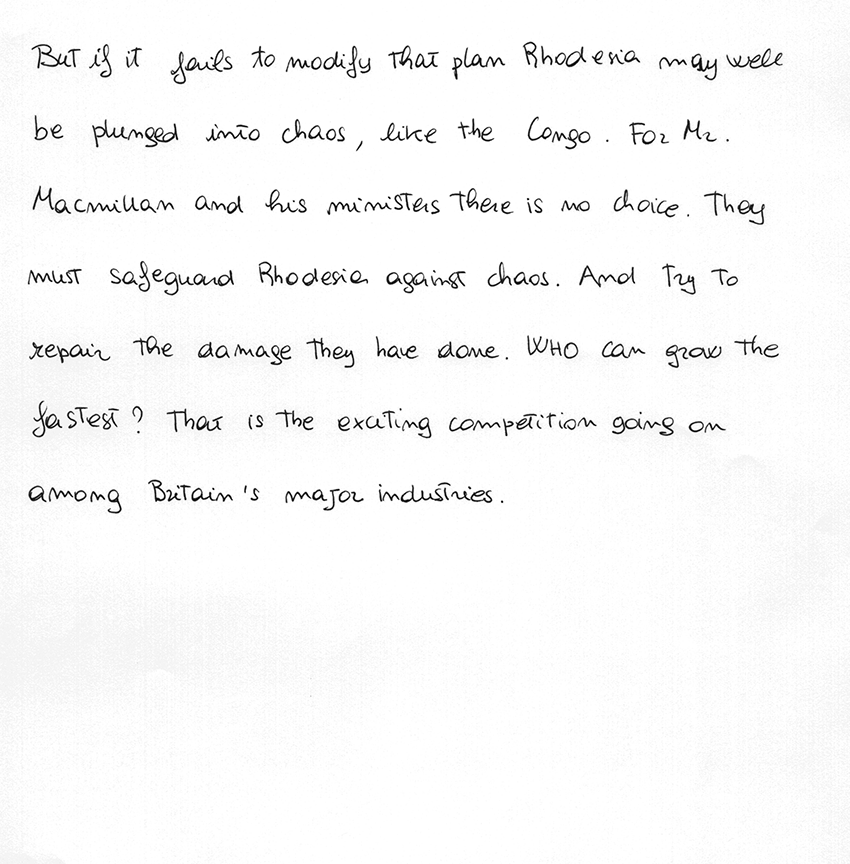 But if it fails to modify that plan Rhodesia may well
be plunged into chaos, like the Congo. For Mr.
Macmillan and his ministers there is no choice. They
must safeguard Rhodesia against chaos. And try to
repair the damage they have done. WHO can grow the
fastest? That is the exciting competition going on
among Britain's major industries.